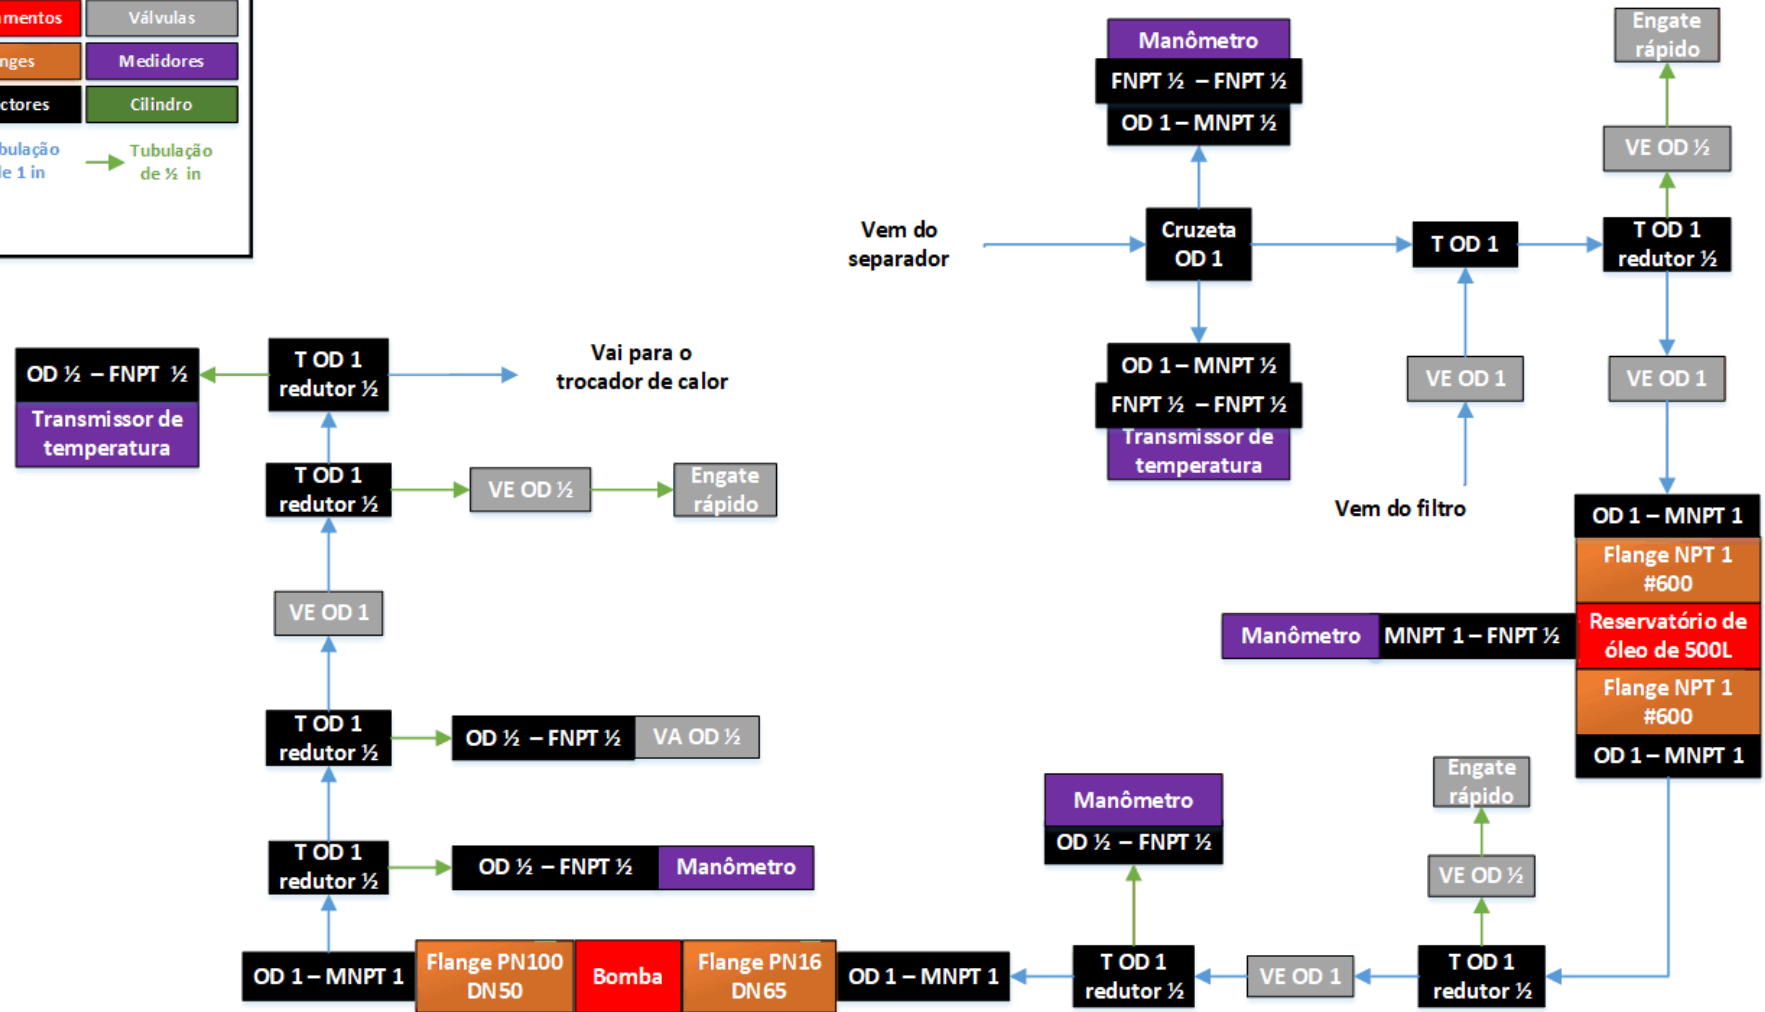 Válvulas
Medidores
Cilindro
Tubulação
de ½ in
de 1 in
Manômetro
FNPT ½ – FNPT ½
OD 1 – MNPT ½
Engate
rápido
VE OD ½
Vem do
separador
Cruzeta
OD 1
T OD 1
T OD 1
redutor ½
OD 1 – MNPT ½
FNPT ½ – FNPT ½
Transmissor de
temperatura
VE OD 1
VE OD 1
Vem do filtro
OD 1 – MNPT 1
Flange NPT 1
#600
Manômetro
MNPT 1 – FNPT ½
Reservatório de
óleo de 500L
Flange NPT 1
#600
OD 1 – MNPT 1
OD ½ – FNPT ½
Transmissor de
temperatura
T OD 1
redutor ½
Vai para o
trocador de calor
T OD 1
redutor ½
VE OD ½
Engate
rápido
VE OD 1
T OD 1
redutor ½
OD ½ – FNPT ½
VA OD ½
T OD 1
redutor ½
OD ½ – FNPT ½
Manômetro
Manômetro
OD ½ – FNPT ½
Engate
rápido
VE OD ½
OD 1 – MNPT 1
Flange PN100
DN50
Bomba
Flange PN16
DN65
OD 1 – MNPT 1
T OD 1
redutor ½
VE OD 1
T OD 1
redutor ½